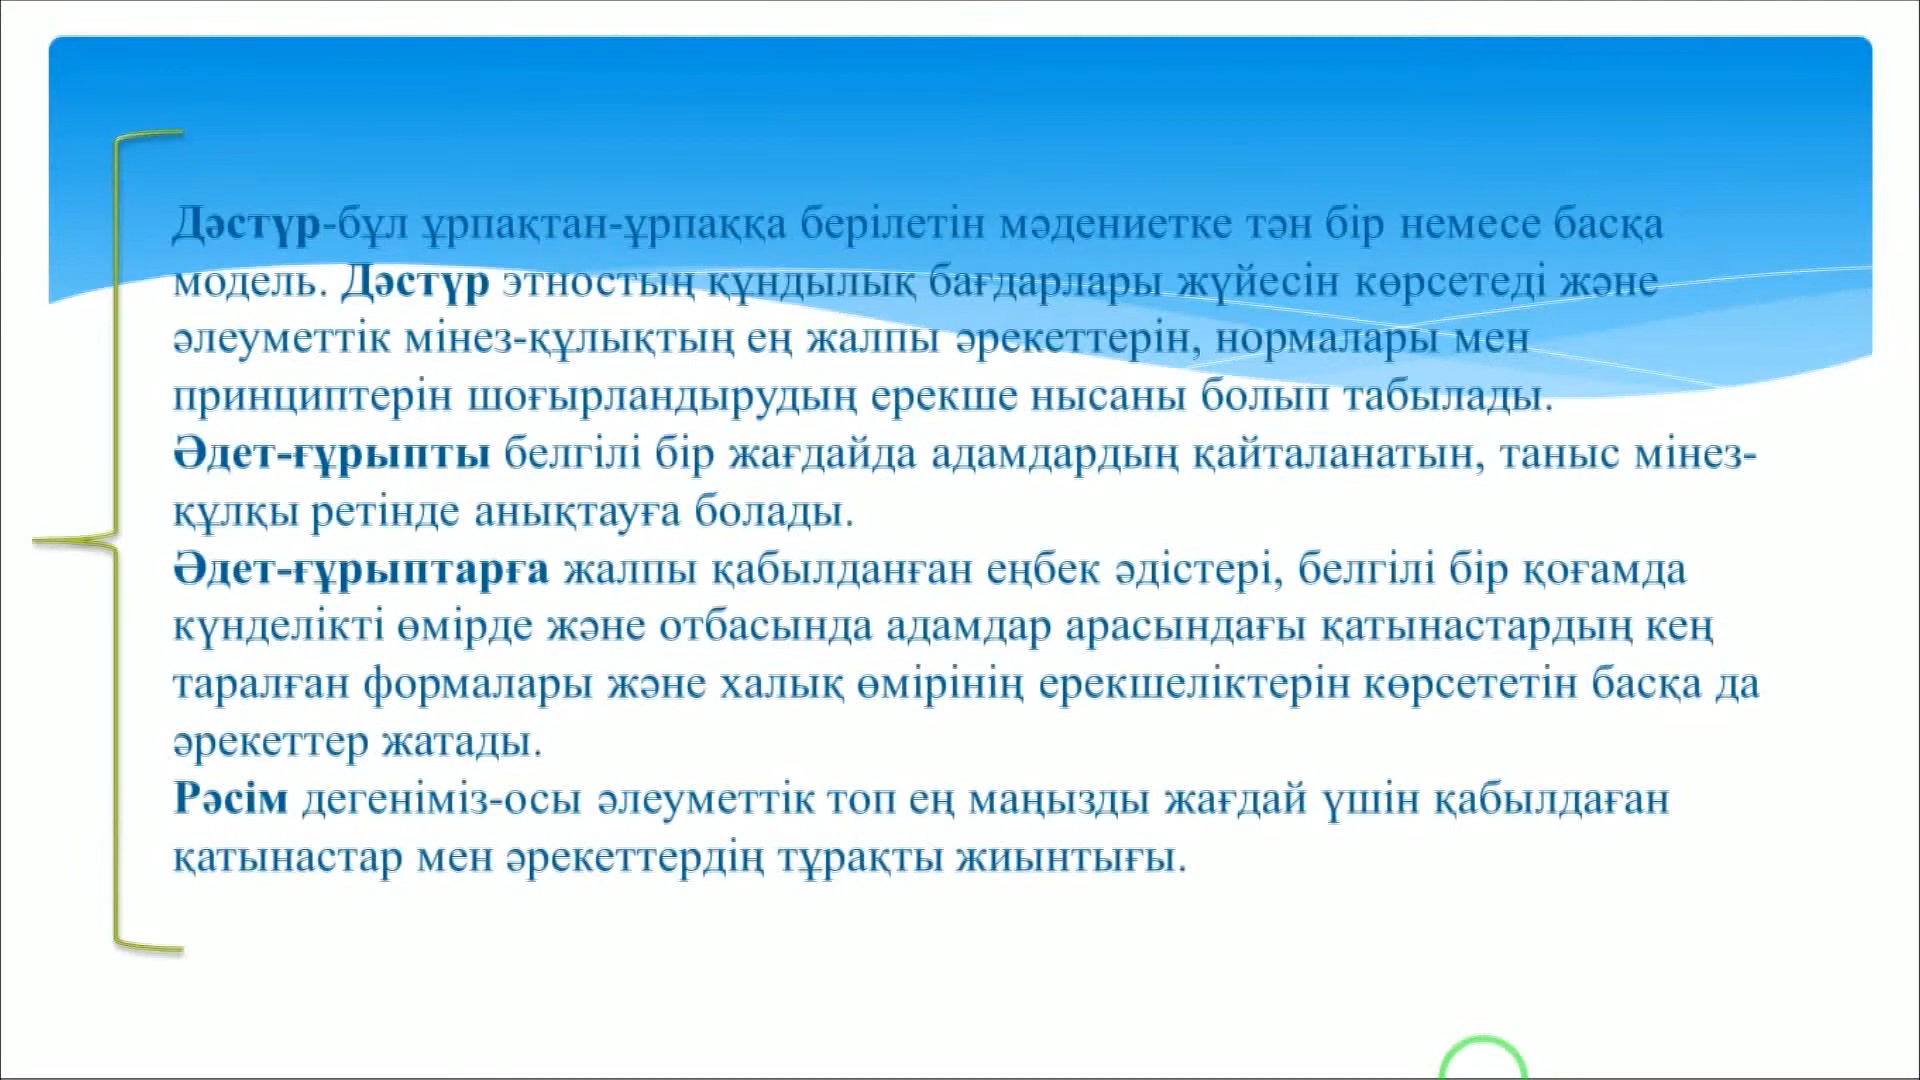 Дәстүр-бұл ұрпақтан-ұрпаққа берілетін мәдениетке тән бір немесе басқа
модель. Дәстүр этностың құндылық бағдарлары жүйесін көрсетеді және
әлеуметтік мінез-құлықтың ең жалпы әрекеттерін, нормалары мен
принциптерін шоғырландырудың ерекше нысаны болып табылады.
Әдет-ғұрыпты белгілі бір жағдайда адамдардың қайталанатын, таныс мінез-
құлқы ретінде анықтауға болады.
Әдет-ғұрыптарға жалпы қабылданған еңбек әдістері, белгілі бір қоғамда
күнделікті өмірде және отбасында адамдар арасындағы қатынастардың кең
таралған формалары және халық өмірінің ерекшеліктерін көрсететін басқа да
әрекеттер жатады.
Рәсім дегеніміз-осы әлеуметтік топ ең маңызды жағдай үшін қабылдаған
қатынастар мен әрекеттердің тұрақты жиынтығы.